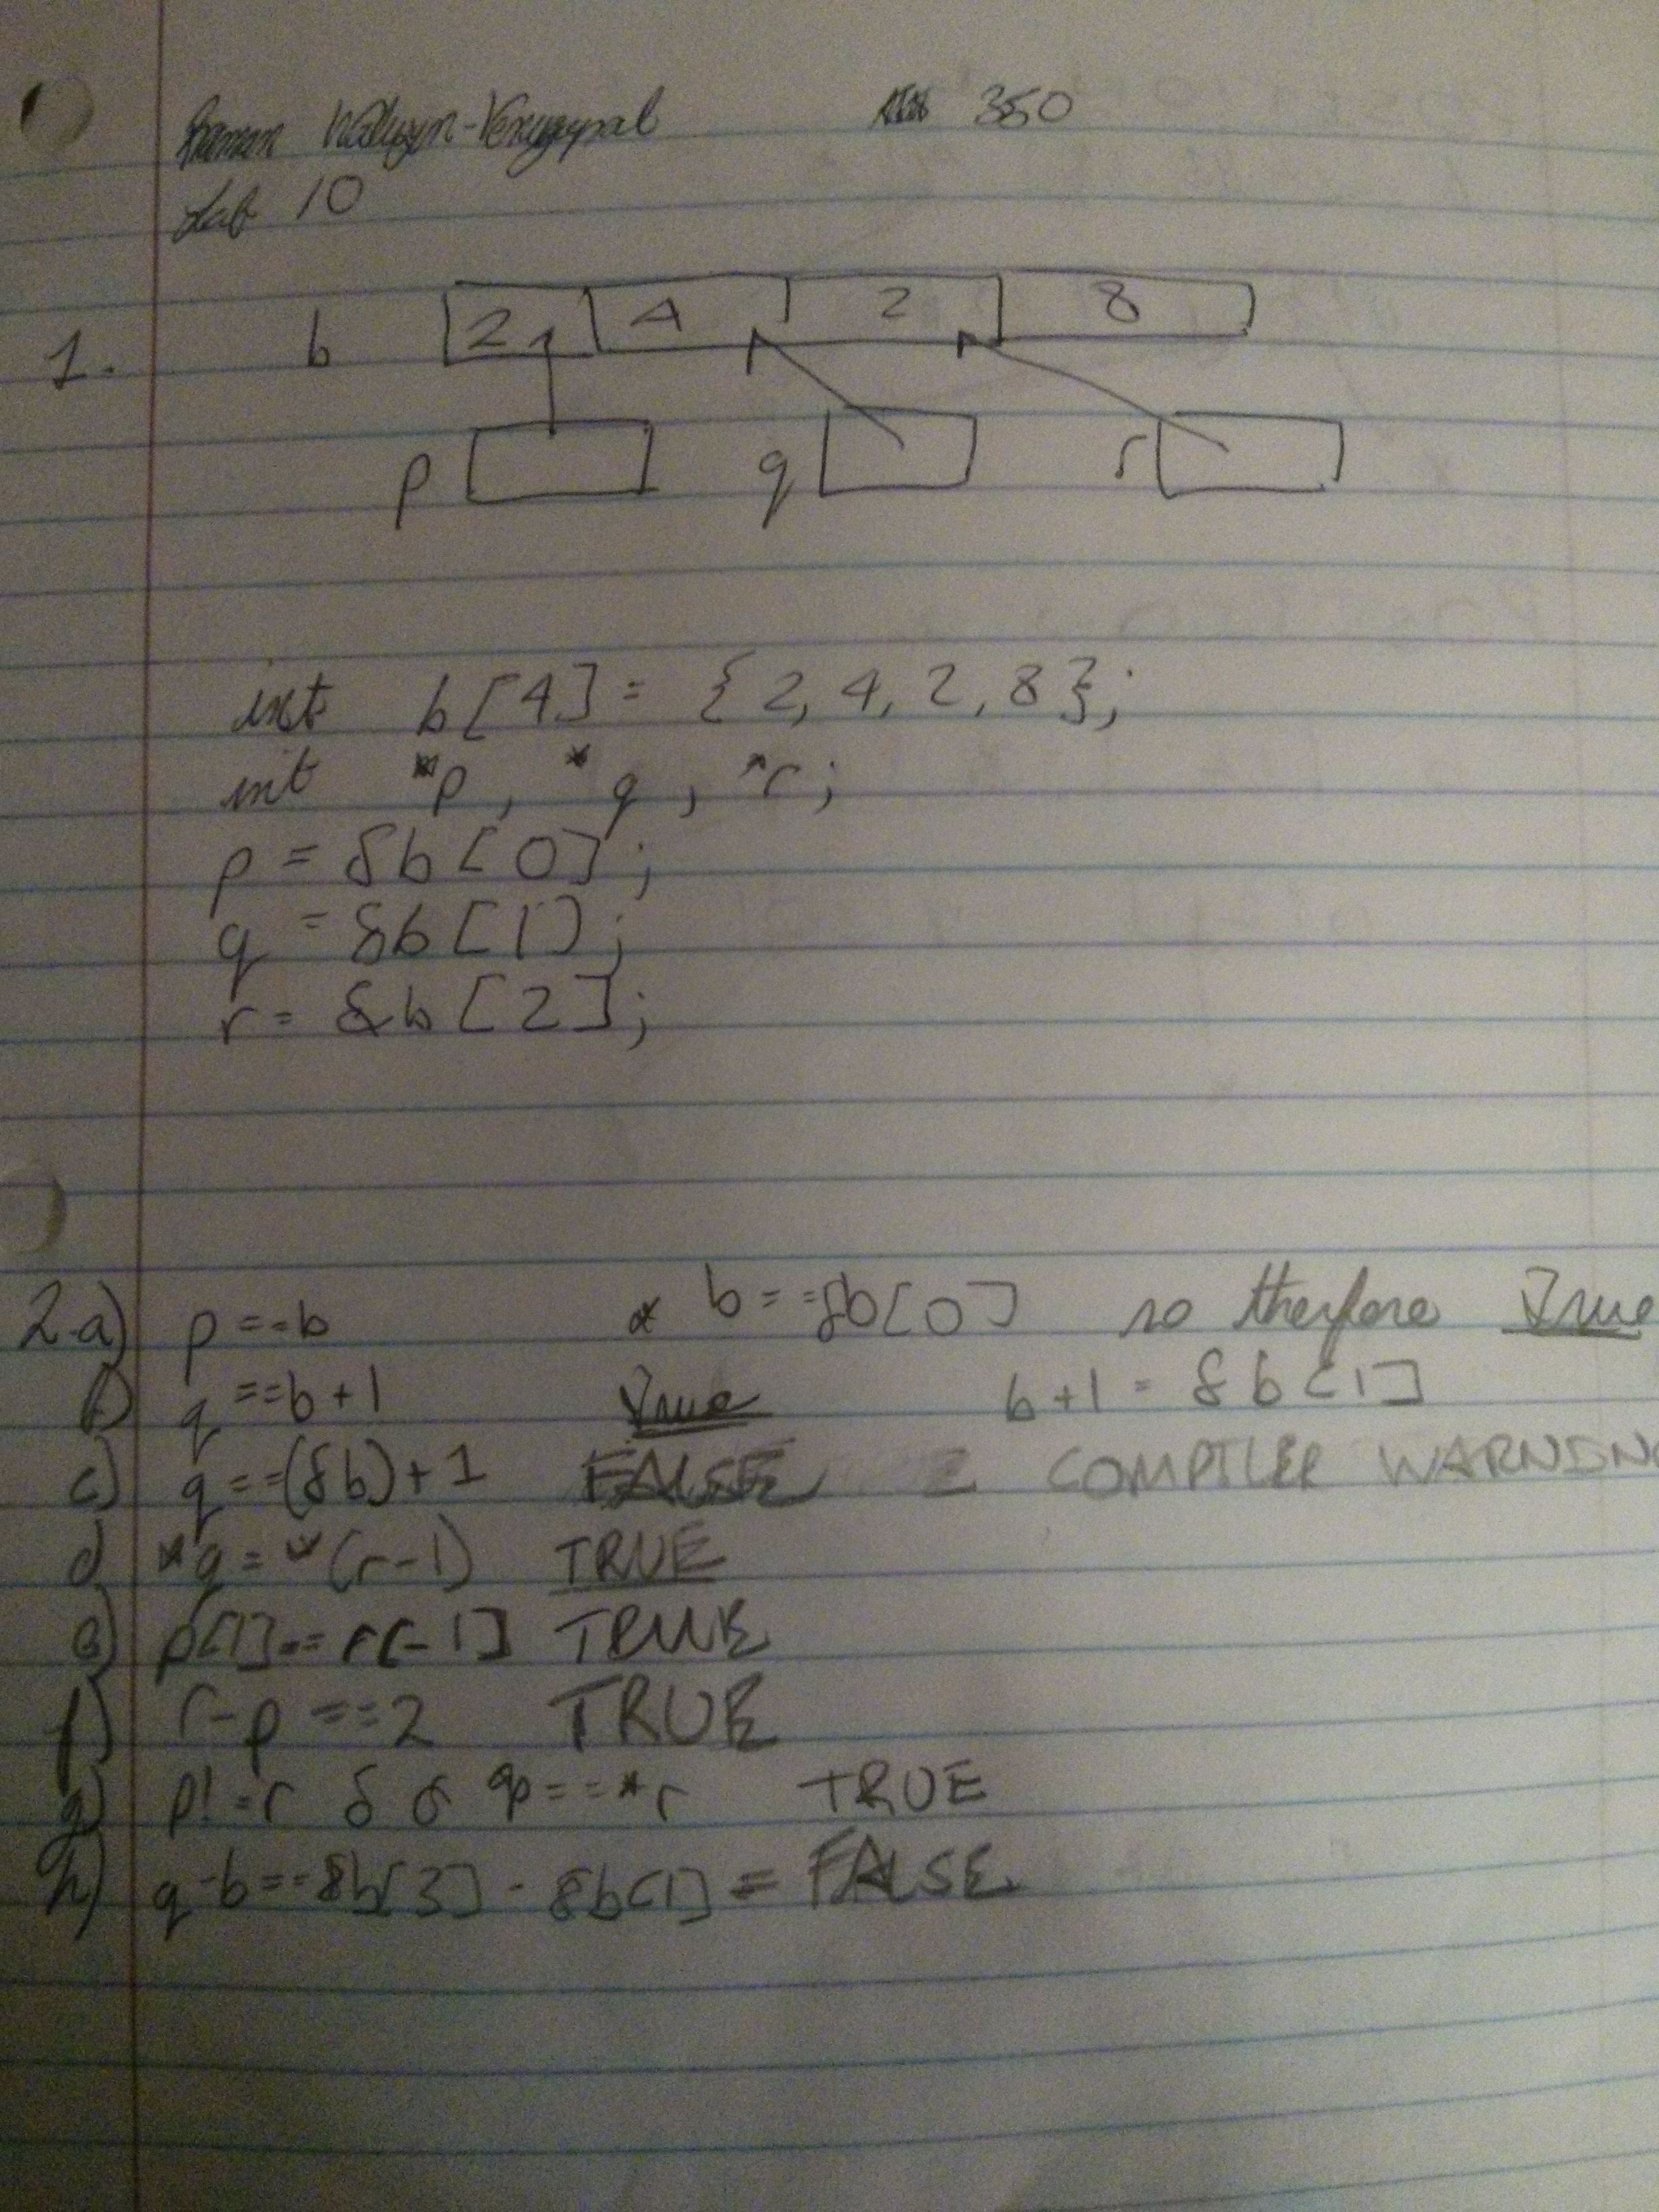 350
Lab 10
1. b 2 4 2 8
p q r
int b[4] = {2, 4, 2, 8};
int *p, *q, *r;
p = &b[0];
q = &b[1];
r = &b[2];
2.a) p==b * b==&b[0] so therefore True
b) q==b+1 True b+1 = &b[1]
c) q==(&b)+1 FALSE COMPILER WARNING
d) *q = *(r-1) TRUE
e) p[1]==r[-1] TRUE
f) r-p==2 TRUE
g) p!=r && *p==*r TRUE
h) q-b==&b[3] - &b[1] = FALSE